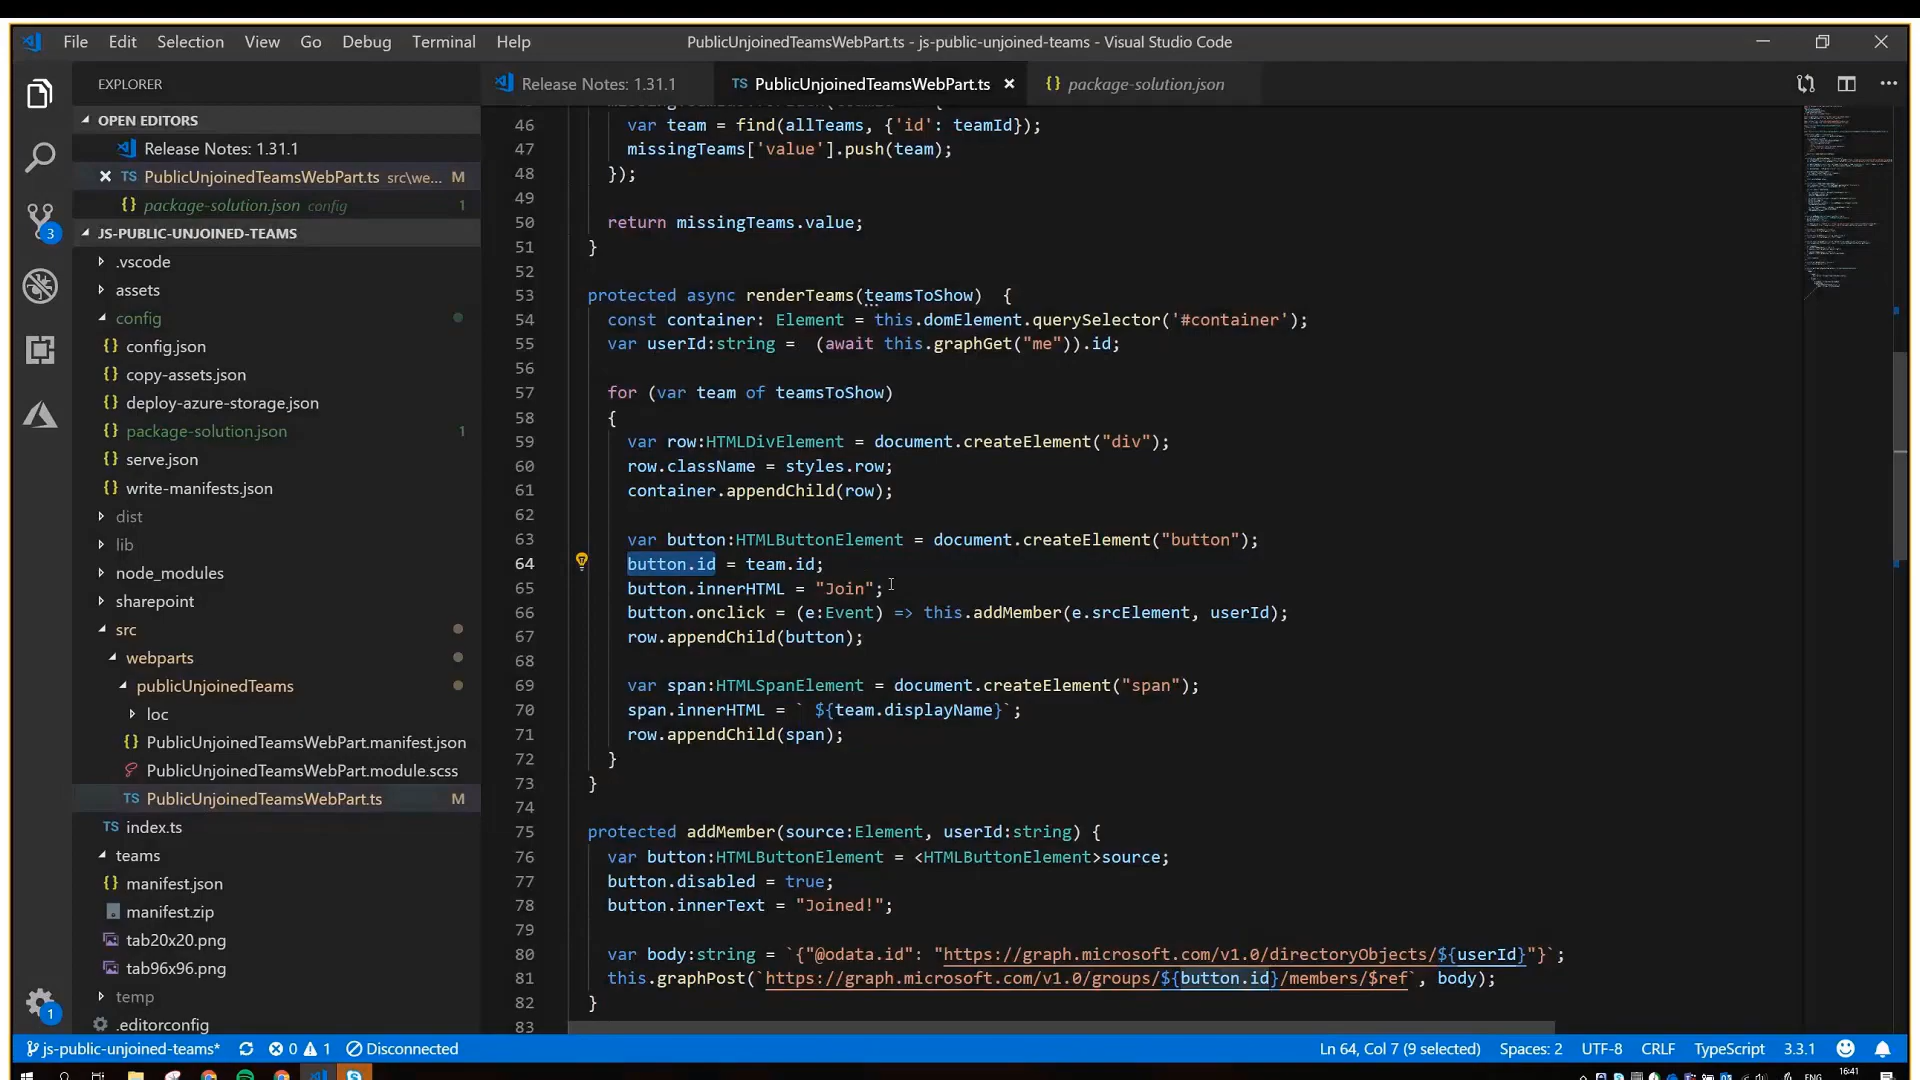 File Edit Selection View Go Debug Terminal Help
PublicUnjoinedTeamsWebPart.ts - js-public-unjoined-teams - Visual Studio Code
EXPLORER
OPEN EDITORS
Release Notes: 1.31.1
TS PublicUnjoinedTeamsWebPart.ts src\we... M
{} package-solution.json config 1
JS-PUBLIC-UNJOINED-TEAMS
.vscode
assets
config
{} config.json
{} copy-assets.json
{} deploy-azure-storage.json
{} package-solution.json 1
{} serve.json
{} write-manifests.json
dist
lib
node_modules
sharepoint
src
webparts
publicUnjoinedTeams
loc
{} PublicUnjoinedTeamsWebPart.manifest.json
PublicUnjoinedTeamsWebPart.module.scss
TS PublicUnjoinedTeamsWebPart.ts M
TS index.ts
teams
{} manifest.json
manifest.zip
tab20x20.png
tab96x96.png
temp
.editorconfig
3
1
Release Notes: 1.31.1
TS PublicUnjoinedTeamsWebPart.ts
{} package-solution.json
46 var team = find(allTeams, {'id': teamId});
47 missingTeams['value'].push(team);
48 });
49
50 return missingTeams.value;
51 }
52
53 protected async renderTeams(teamsToShow) {
54 const container: Element = this.domElement.querySelector('#container');
55 var userId:string = (await this.graphGet("me")).id;
56
57 for (var team of teamsToShow)
58 {
59 var row:HTMLDivElement = document.createElement("div");
60 row.className = styles.row;
61 container.appendChild(row);
62
63 var button:HTMLButtonElement = document.createElement("button");
64 button.id = team.id;
65 button.innerHTML = "Join";
66 button.onclick = (e:Event) => this.addMember(e.srcElement, userId);
67 row.appendChild(button);
68
69 var span:HTMLSpanElement = document.createElement("span");
70 span.innerHTML = ` ${team.displayName}`;
71 row.appendChild(span);
72 }
73 }
74
75 protected addMember(source:Element, userId:string) {
76 var button:HTMLButtonElement = <HTMLButtonElement>source;
77 button.disabled = true;
78 button.innerText = "Joined!";
79
80 var body:string = `{"@odata.id": "https://graph.microsoft.com/v1.0/directoryObjects/${userId}"}`;
81 this.graphPost(`https://graph.microsoft.com/v1.0/groups/${button.id}/members/$ref`, body);
82 }
83
js-public-unjoined-teams* 0 1 Disconnected
Ln 64, Col 7 (9 selected) Spaces: 2 UTF-8 CRLF TypeScript 3.3.1
ENG 16:41